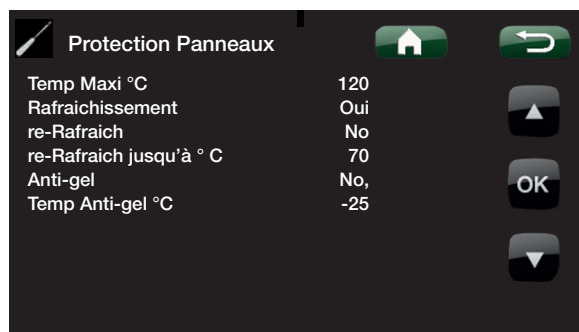 Protection Panneaux
Temp Maxi °C 120
Rafraichissement Oui
re-Rafraich No
re-Rafraich jusqu'à ° C 70
Anti-gel No,
Temp Anti-gel °C -25
OK